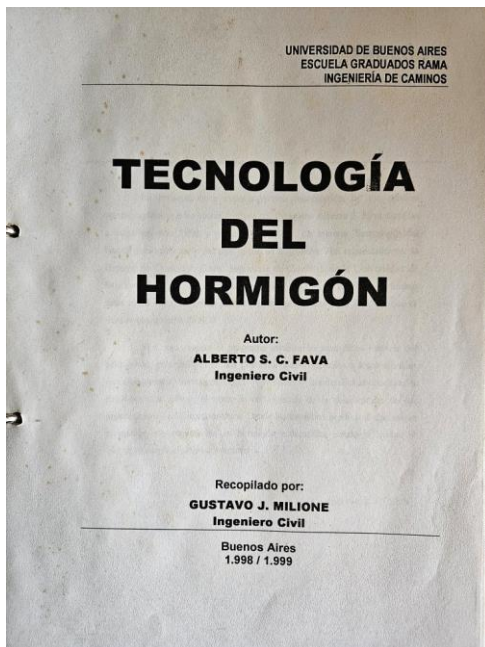 UNIVERSIDAD DE BUENOS AIRES
ESCUELA GRADUADOS RAMA
INGENIERÍA DE CAMINOS
TECNOLOGÍA
DEL
HORMIGÓN
Autor:
ALBERTO S. C. FAVA
Ingeniero Civil
Recopilado por:
GUSTAVO J. MILIONE
Ingeniero Civil
Buenos Aires
1.998 / 1.999